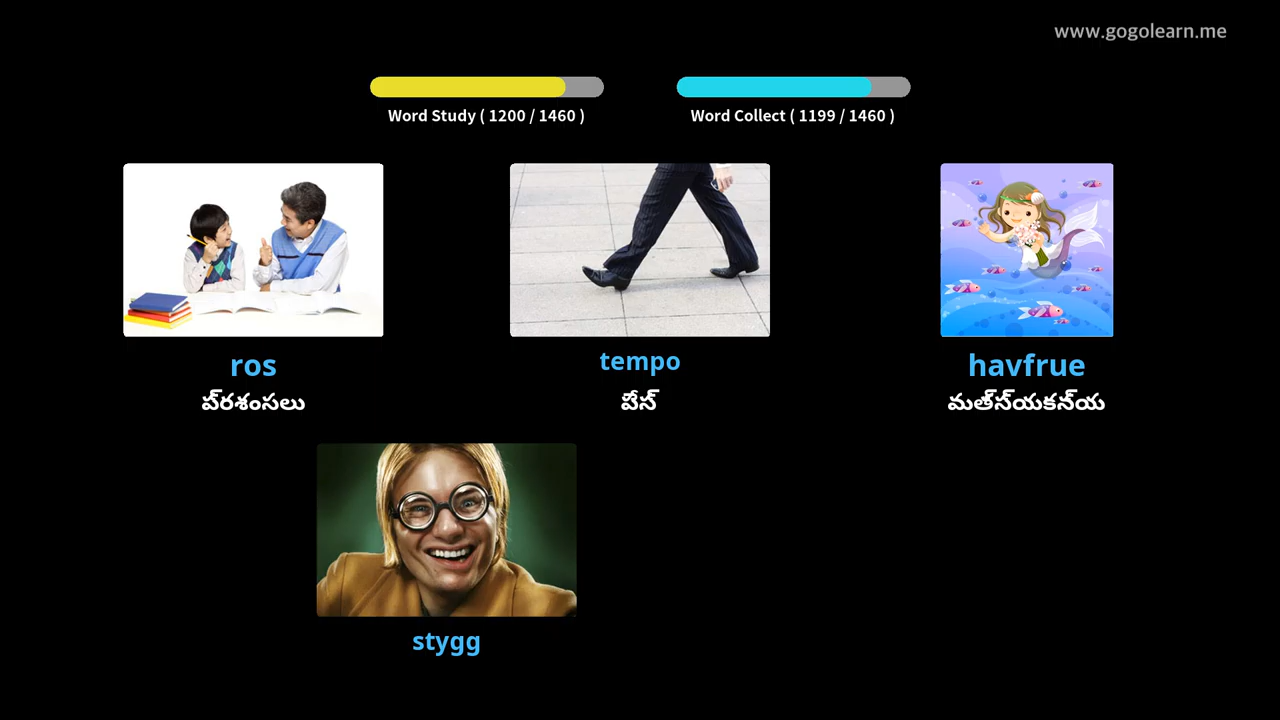 www.gogolearn.me
Word Study ( 1200 / 1460 )
Word Collect ( 1199 / 1460 )
ros
ప్‌రశంసలు
tempo
పేస్
havfrue
మత్‌స్‌యకన్‌య
stygg